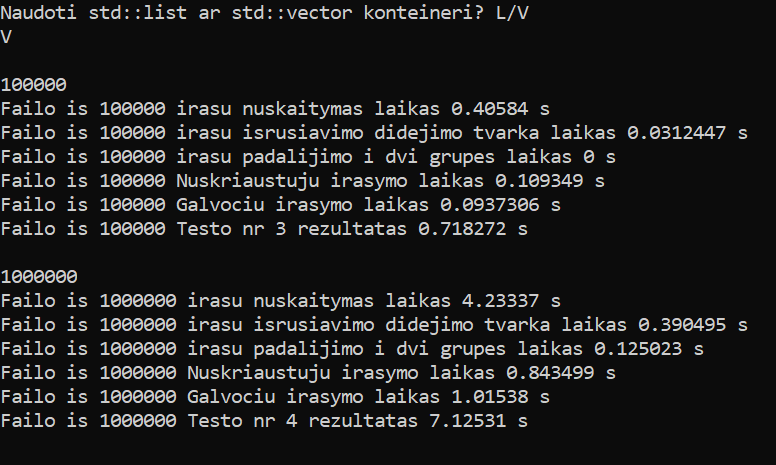 Naudoti std::list ar std::vector konteineri? L/V
V
100000
Failo is 100000 irasu nuskaitymas laikas 0.40584 s
Failo is 100000 irasu isrusiavimo didejimo tvarka laikas 0.0312447 s
Failo is 100000 irasu padalijimo i dvi grupes laikas 0 s
Failo is 100000 Nuskriaustuju irasymo laikas 0.109349 s
Failo is 100000 Galvociu irasymo laikas 0.0937306 s
Failo is 100000 Testo nr 3 rezultatas 0.718272 s
1000000
Failo is 1000000 irasu nuskaitymas laikas 4.23337 s
Failo is 1000000 irasu isrusiavimo didejimo tvarka laikas 0.390495 s
Failo is 1000000 irasu padalijimo i dvi grupes laikas 0.125023 s
Failo is 1000000 Nuskriaustuju irasymo laikas 0.843499 s
Failo is 1000000 Galvociu irasymo laikas 1.01538 s
Failo is 1000000 Testo nr 4 rezultatas 7.12531 s